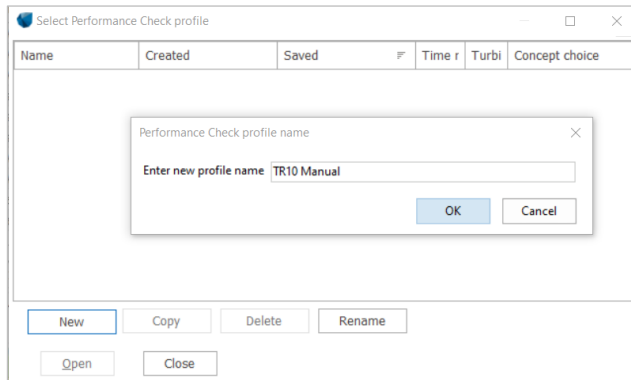 Select Performance Check profile
Name Created Saved Time r Turbi Concept choice
Performance Check profile name
Enter new profile name TR10 Manual
OK Cancel
New Copy Delete Rename
Open Close